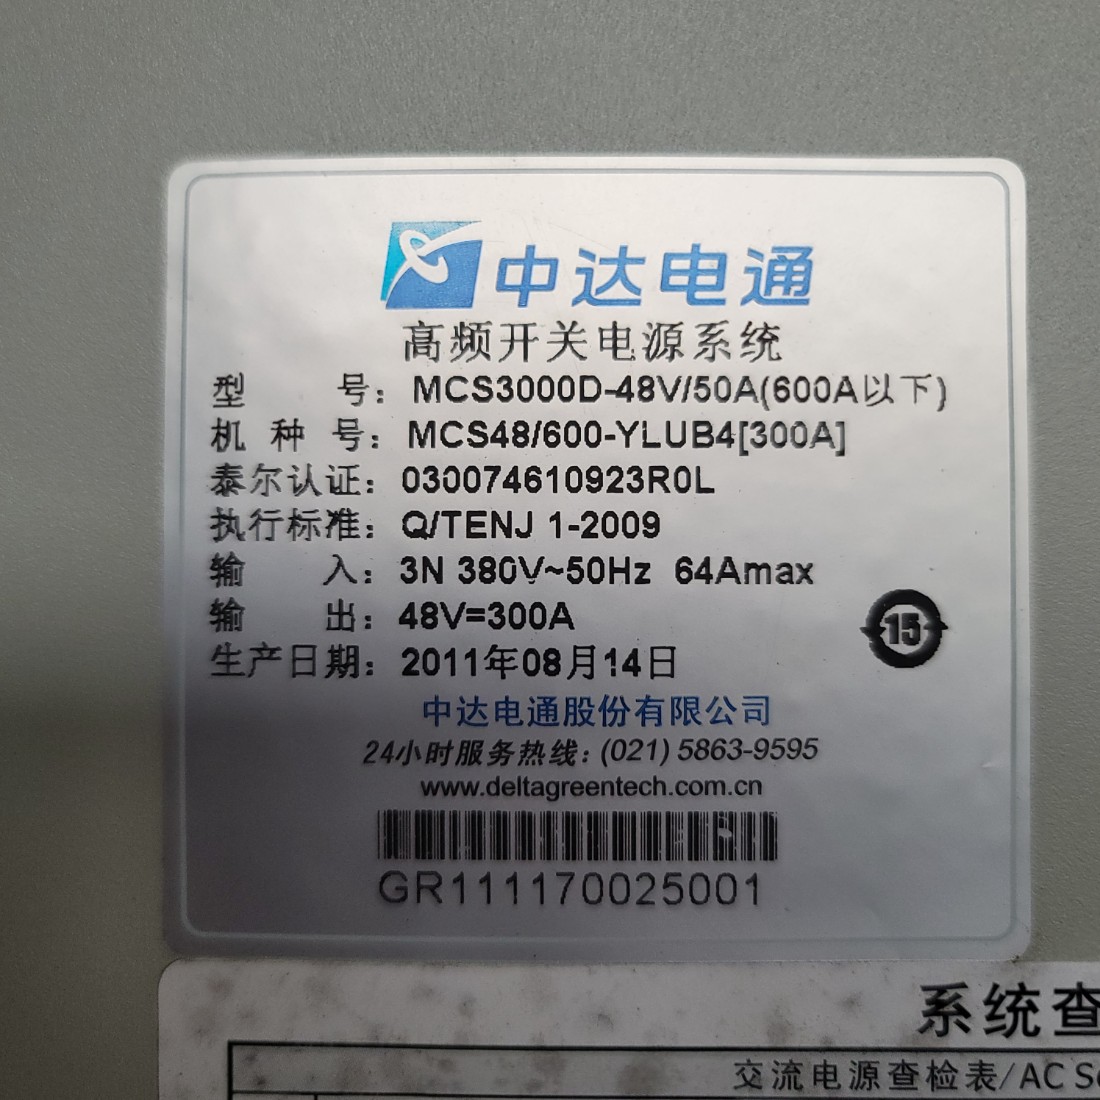 中达电通
高频开关电源系统
型 号：MCS3000D-48V/50A(600A以下)
机 种 号：MCS48/600-YLUB4[300A]
泰尔认证：030074610923R0L
执行标准：Q/TENJ 1-2009
输 入：3N 380V~50Hz 64Amax
输 出：48V=300A
15
生产日期：2011年08月14日
中达电通股份有限公司
24小时服务热线：(021) 5863-9595
www.deltagreentech.com.cn
GR111170025001
系统查
交流电源查检表/AC